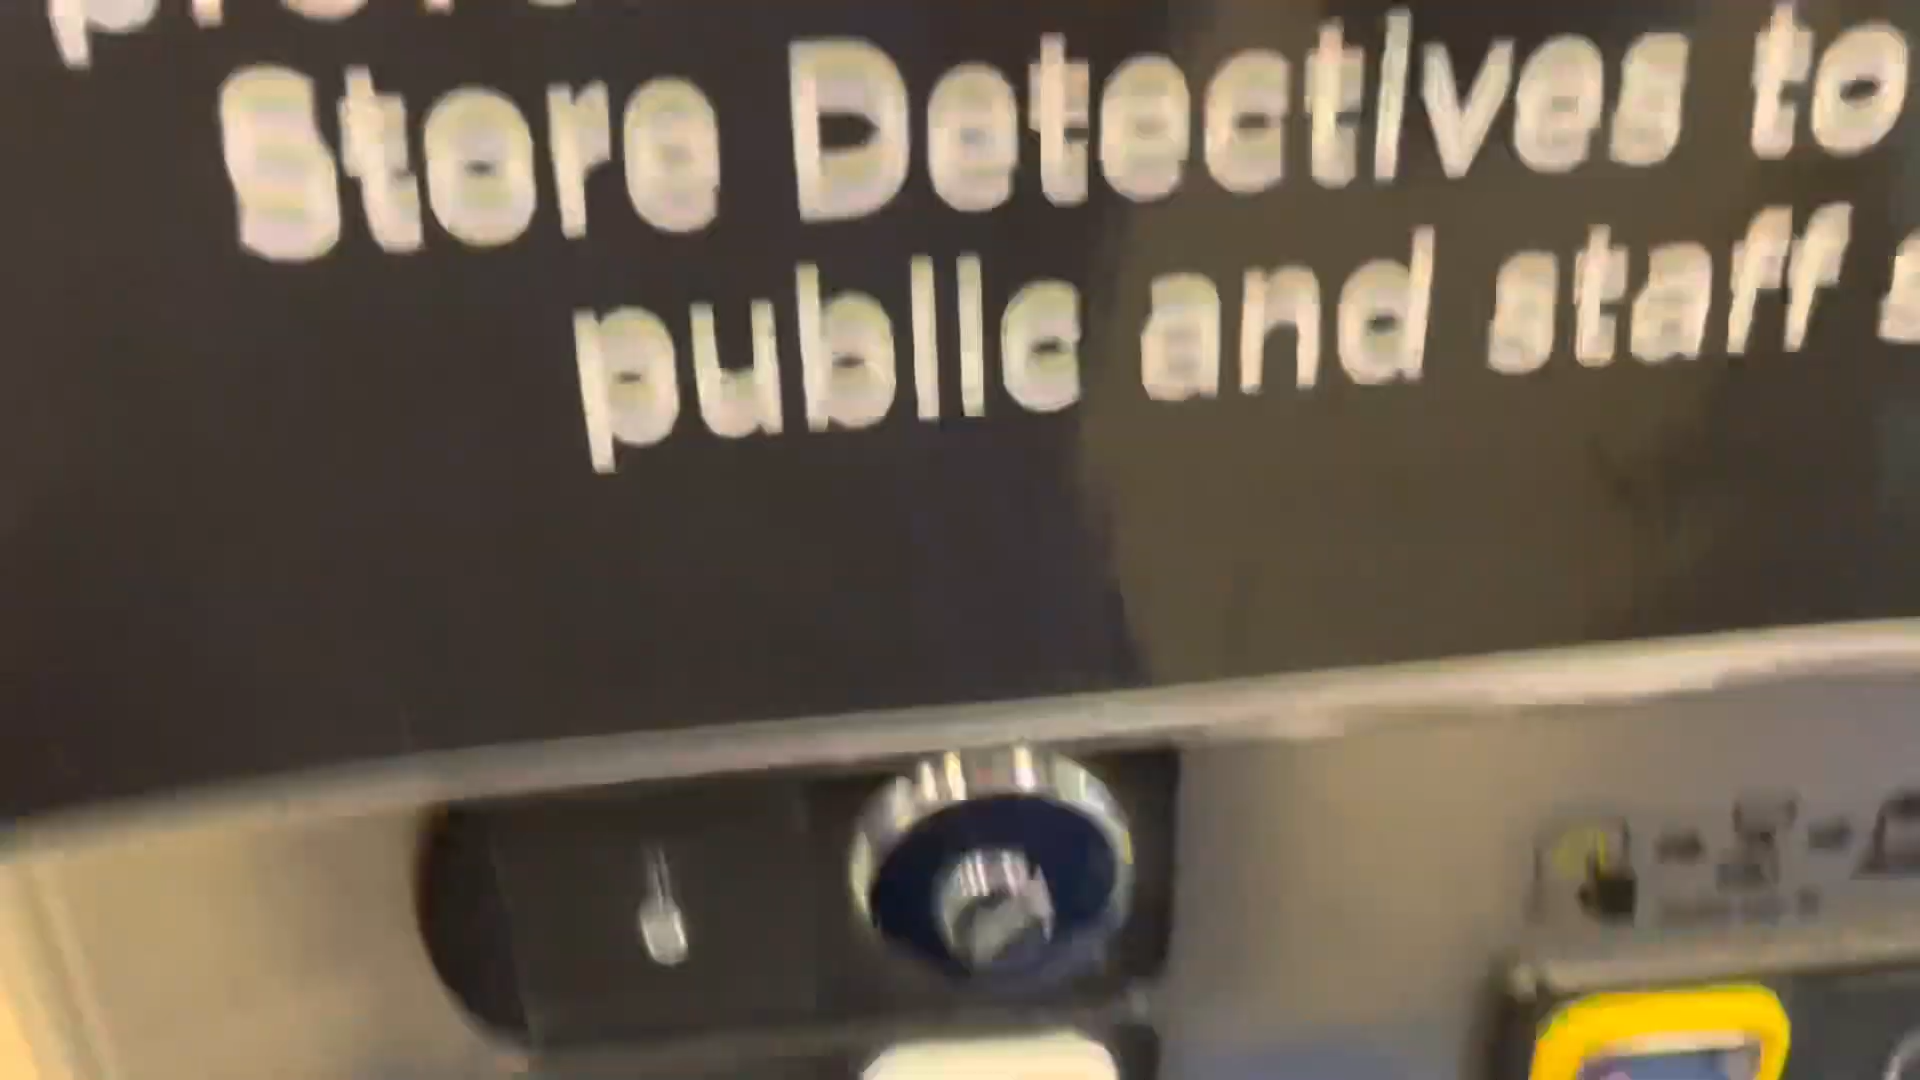 Store Detectives to
public and staff